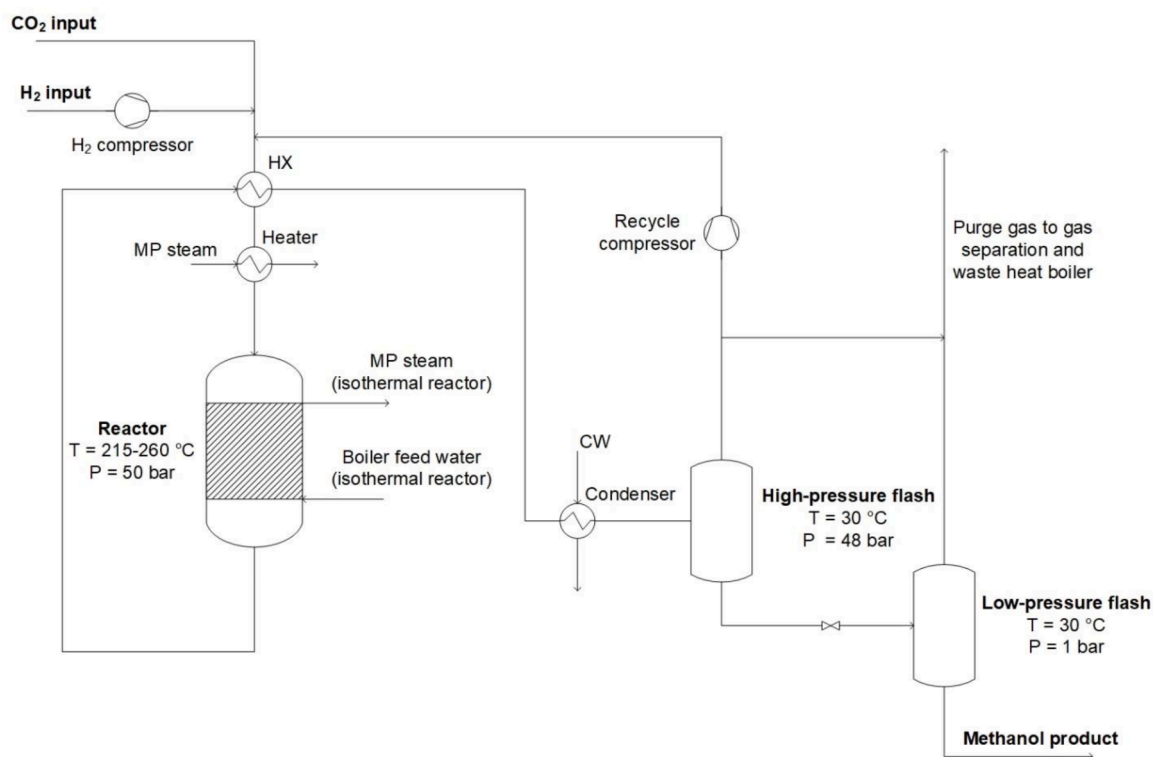 CO₂ input
H₂ input
H₂ compressor
HX
MP steam
Heater
Recycle
compressor
Purge gas to gas
separation and
waste heat boiler
MP steam
(isothermal reactor)
Reactor
T = 215-260 °C
P = 50 bar
Boiler feed water
(isothermal reactor)
CW
Condenser
High-pressure flash
T = 30 °C
P = 48 bar
Low-pressure flash
T = 30 °C
P = 1 bar
Methanol product